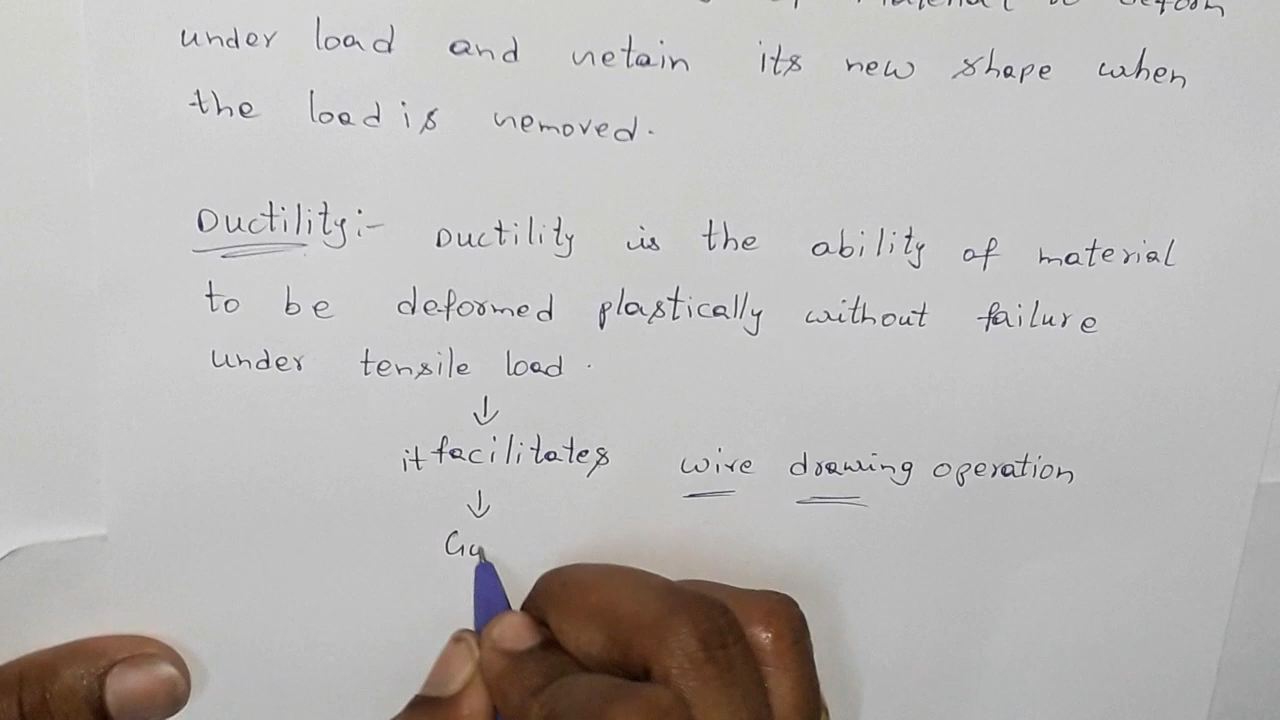 under load and retain its new shape when
the load is removed.
Ductility:- Ductility is the ability of material
to be deformed plastically without failure
under tensile load.
↓
it facilitates wire drawing operation
↓